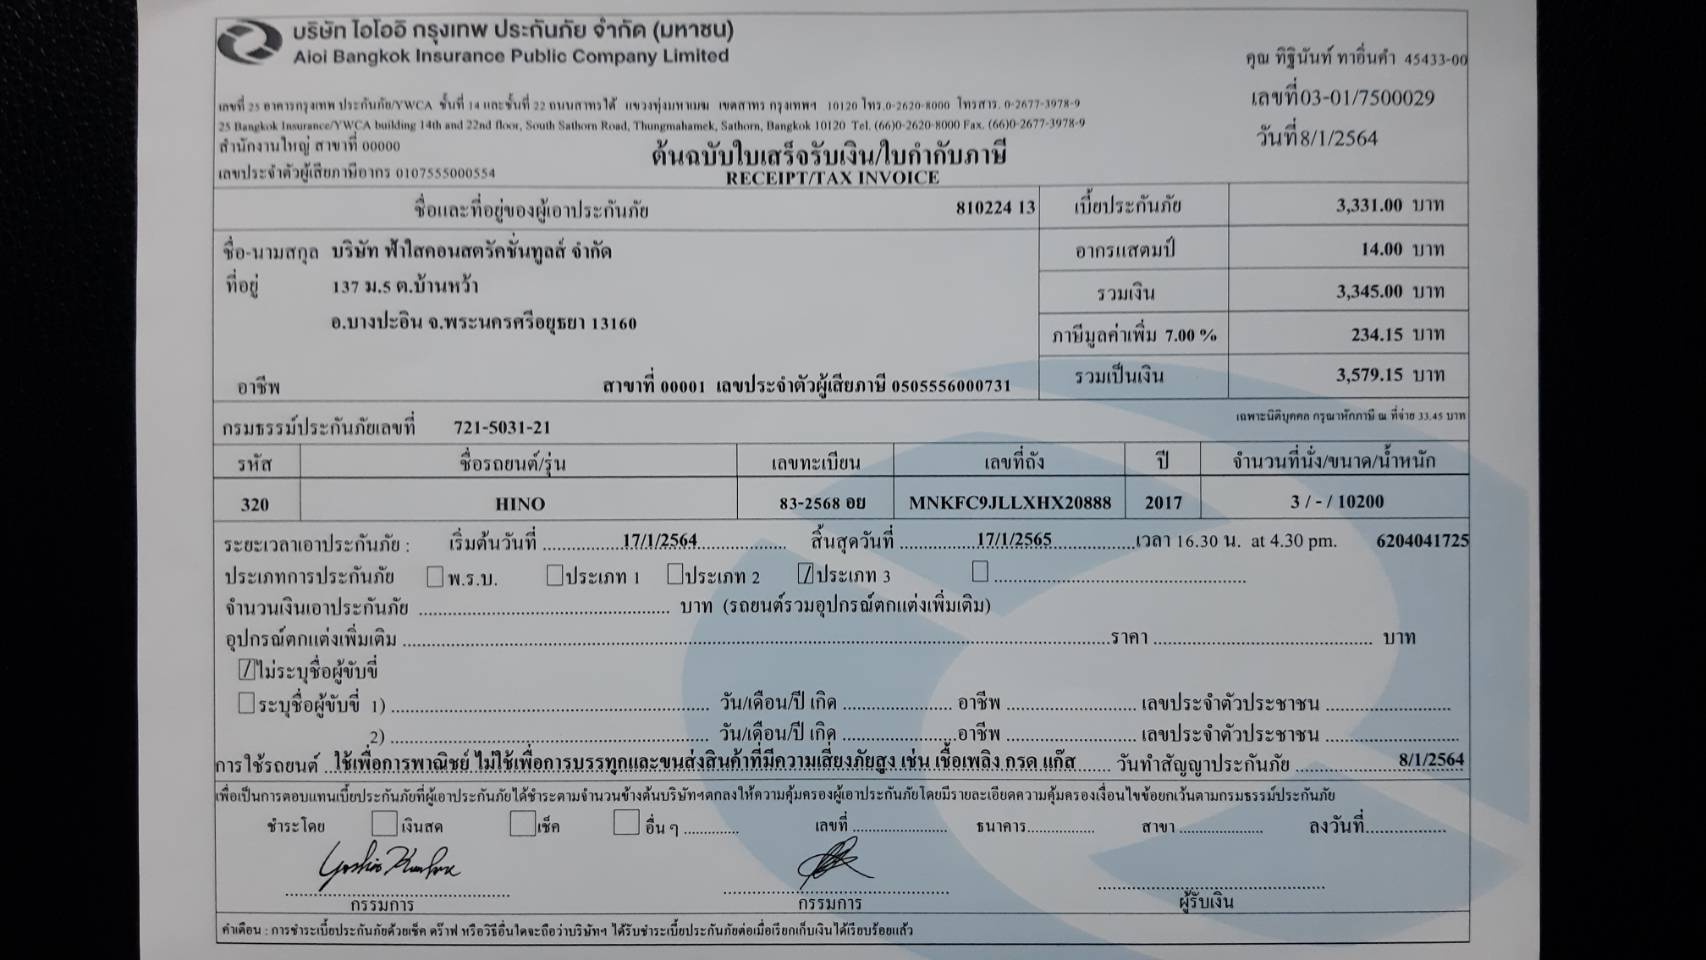 บริษัท ไอโออิ กรุงเทพ ประกันภัย จำกัด (มหาชน)
Aioi Bangkok Insurance Public Company Limited
คุณ ทิฐินันท์ ทาอิ่นคำ 45433-00
เลขที่03-01/7500029
วันที่8/1/2564
เลขที่ 25 อาคารกรุงเทพ ประกันภัย/YWCA ชั้นที่ 14 และชั้นที่ 22 ถนนสาทรใต้ แขวงทุ่งมหาเมฆ เขตสาทร กรุงเทพฯ 10120 โทร.0-2620-8000 โทรสาร. 0-2677-3978-9
25 Bangkok Insurance/YWCA building 14th and 22nd floor, South Sathorn Road, Thungmahamek, Sathorn, Bangkok 10120 Tel. (66)0-2620-8000 Fax. (66)0-2677-3978-9
สำนักงานใหญ่ สาขาที่ 00000
เลขประจำตัวผู้เสียภาษีอากร 0107555000554
ต้นฉบับใบเสร็จรับเงิน/ใบกำกับภาษี
RECEIPT/TAX INVOICE
ชื่อและที่อยู่ของผู้เอาประกันภัย 810224 13
เบี้ยประกันภัย 3,331.00 บาท
ชื่อ-นามสกุล บริษัท ฟ้าใสคอนสตรัคชั่นทูลส์ จำกัด
อากรแสตมป์ 14.00 บาท
ที่อยู่ 137 ม.5 ต.บ้านหว้า
รวมเงิน 3,345.00 บาท
อ.บางปะอิน จ.พระนครศรีอยุธยา 13160
ภาษีมูลค่าเพิ่ม 7.00 % 234.15 บาท
อาชีพ สาขาที่ 00001 เลขประจำตัวผู้เสียภาษี 0505556000731
รวมเป็นเงิน 3,579.15 บาท
กรมธรรม์ประกันภัยเลขที่ 721-5031-21
เฉพาะนิติบุคคล กรุณาหักภาษี ณ ที่จ่าย 33.45 บาท
รหัส ชื่อรถยนต์/รุ่น เลขทะเบียน เลขที่ถัง ปี จำนวนที่นั่ง/ขนาด/น้ำหนัก
320 HINO 83-2568 อย MNKFC9JLLXHX20888 2017 3 / - / 10200
ระยะเวลาเอาประกันภัย : เริ่มต้นวันที่ 17/1/2564 สิ้นสุดวันที่ 17/1/2565 เวลา 16.30 น. at 4.30 pm. 6204041725
ประเภทการประกันภัย พ.ร.บ. ประเภท 1 ประเภท 2 / ประเภท 3
จำนวนเงินเอาประกันภัย บาท (รถยนต์รวมอุปกรณ์ตกแต่งเพิ่มเติม)
อุปกรณ์ตกแต่งเพิ่มเติม ราคา บาท
/ ไม่ระบุชื่อผู้ขับขี่
ระบุชื่อผู้ขับขี่ 1) วัน/เดือน/ปี เกิด อาชีพ เลขประจำตัวประชาชน
2) วัน/เดือน/ปี เกิด อาชีพ เลขประจำตัวประชาชน
การใช้รถยนต์ ใช้เพื่อการพาณิชย์ ไม่ใช้เพื่อการบรรทุกและขนส่งสินค้าที่มีความเสี่ยงภัยสูง เช่น เชื้อเพลิง กรด แก๊ส วันทำสัญญาประกันภัย 8/1/2564
เพื่อเป็นการตอบแทนเบี้ยประกันภัยที่ผู้เอาประกันภัยได้ชำระตามจำนวนข้างต้นบริษัทฯตกลงให้ความคุ้มครองผู้เอาประกันภัยโดยมีรายละเอียดความคุ้มครองเงื่อนไขข้อยกเว้นตามกรมธรรม์ประกันภัย
ชำระโดย เงินสด เช็ค อื่น ๆ เลขที่ ธนาคาร สาขา ลงวันที่
กรรมการ กรรมการ ผู้รับเงิน
คำเตือน : การชำระเบี้ยประกันภัยด้วยเช็ค ดร๊าฟ หรือวิธีอื่นใดจะถือว่าบริษัทฯ ได้รับชำระเบี้ยประกันภัยต่อเมื่อเรียกเก็บเงินได้เรียบร้อยแล้ว